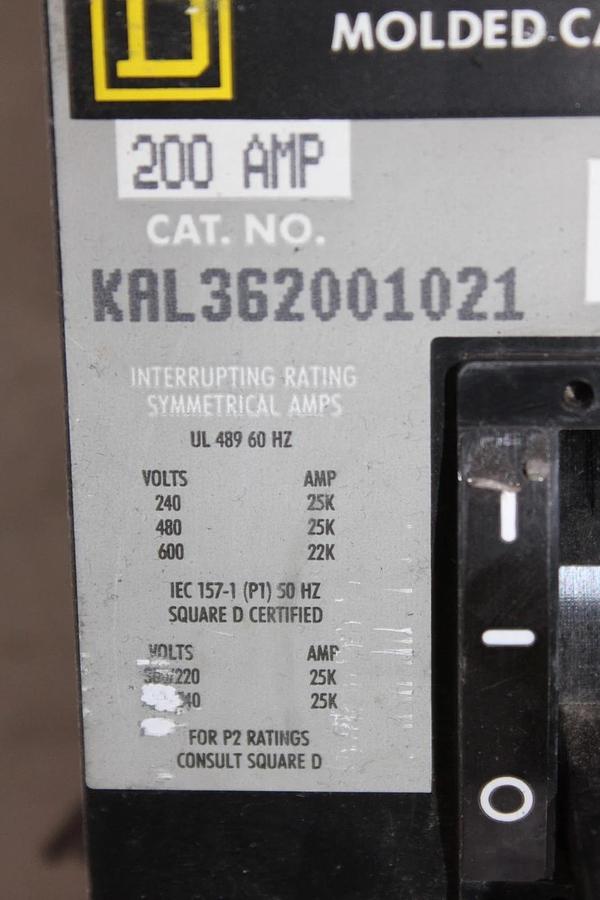 D
MOLDED CA
200 AMP
CAT. NO.
KAL362001021
INTERRUPTING RATING
SYMMETRICAL AMPS
UL 489 60 HZ
VOLTS AMP
240 25K
480 25K
600 22K
IEC 157-1 (P1) 50 HZ
SQUARE D CERTIFIED
VOLTS AMP
380/220 25K
25K
FOR P2 RATINGS
CONSULT SQUARE D